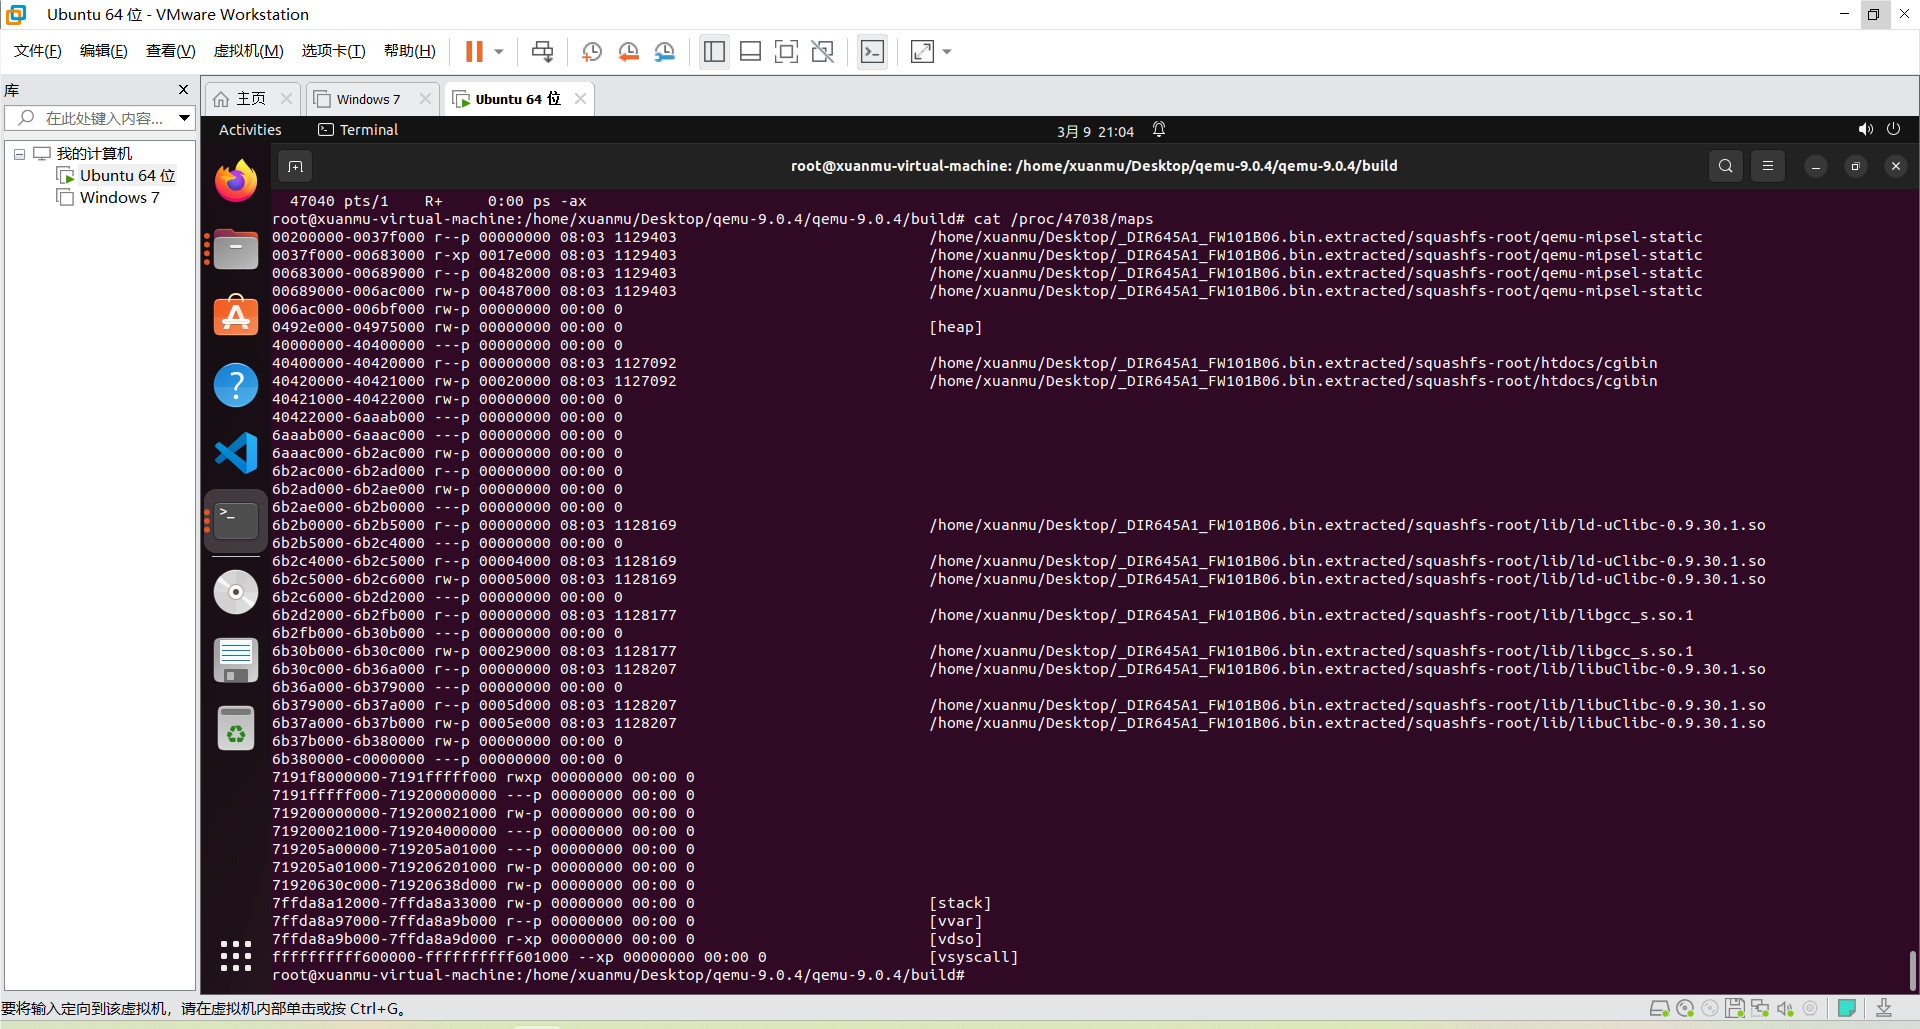 Ubuntu 64 位 - VMware Workstation
文件(F) 编辑(E) 查看(V) 虚拟机(M) 选项卡(T) 帮助(H)
库
在此处键入内容...
我的计算机
Ubuntu 64 位
Windows 7
主页 Windows 7 Ubuntu 64 位
Activities Terminal 3月 9 21:04
root@xuanmu-virtual-machine: /home/xuanmu/Desktop/qemu-9.0.4/qemu-9.0.4/build
47040 pts/1 R+ 0:00 ps -ax
root@xuanmu-virtual-machine:/home/xuanmu/Desktop/qemu-9.0.4/qemu-9.0.4/build# cat /proc/47038/maps
00200000-0037f000 r--p 00000000 08:03 1129403 /home/xuanmu/Desktop/_DIR645A1_FW101B06.bin.extracted/squashfs-root/qemu-mipsel-static
0037f000-00683000 r-xp 0017e000 08:03 1129403 /home/xuanmu/Desktop/_DIR645A1_FW101B06.bin.extracted/squashfs-root/qemu-mipsel-static
00683000-00689000 r--p 00482000 08:03 1129403 /home/xuanmu/Desktop/_DIR645A1_FW101B06.bin.extracted/squashfs-root/qemu-mipsel-static
00689000-006ac000 rw-p 00487000 08:03 1129403 /home/xuanmu/Desktop/_DIR645A1_FW101B06.bin.extracted/squashfs-root/qemu-mipsel-static
006ac000-006bf000 rw-p 00000000 00:00 0
0492e000-04975000 rw-p 00000000 00:00 0 [heap]
40000000-40400000 ---p 00000000 00:00 0
40400000-40420000 r--p 00000000 08:03 1127092 /home/xuanmu/Desktop/_DIR645A1_FW101B06.bin.extracted/squashfs-root/htdocs/cgibin
40420000-40421000 rw-p 00020000 08:03 1127092 /home/xuanmu/Desktop/_DIR645A1_FW101B06.bin.extracted/squashfs-root/htdocs/cgibin
40421000-40422000 rw-p 00000000 00:00 0
40422000-6aaab000 ---p 00000000 00:00 0
6aaab000-6aaac000 ---p 00000000 00:00 0
6aaac000-6b2ac000 rw-p 00000000 00:00 0
6b2ac000-6b2ad000 r--p 00000000 00:00 0
6b2ad000-6b2ae000 rw-p 00000000 00:00 0
6b2ae000-6b2b0000 ---p 00000000 00:00 0
6b2b0000-6b2b5000 r--p 00000000 08:03 1128169 /home/xuanmu/Desktop/_DIR645A1_FW101B06.bin.extracted/squashfs-root/lib/ld-uClibc-0.9.30.1.so
6b2b5000-6b2c4000 ---p 00000000 00:00 0
6b2c4000-6b2c5000 r--p 00004000 08:03 1128169 /home/xuanmu/Desktop/_DIR645A1_FW101B06.bin.extracted/squashfs-root/lib/ld-uClibc-0.9.30.1.so
6b2c5000-6b2c6000 rw-p 00005000 08:03 1128169 /home/xuanmu/Desktop/_DIR645A1_FW101B06.bin.extracted/squashfs-root/lib/ld-uClibc-0.9.30.1.so
6b2c6000-6b2d2000 ---p 00000000 00:00 0
6b2d2000-6b2fb000 r--p 00000000 08:03 1128177 /home/xuanmu/Desktop/_DIR645A1_FW101B06.bin.extracted/squashfs-root/lib/libgcc_s.so.1
6b2fb000-6b30b000 ---p 00000000 00:00 0
6b30b000-6b30c000 rw-p 00029000 08:03 1128177 /home/xuanmu/Desktop/_DIR645A1_FW101B06.bin.extracted/squashfs-root/lib/libgcc_s.so.1
6b30c000-6b36a000 r--p 00000000 08:03 1128207 /home/xuanmu/Desktop/_DIR645A1_FW101B06.bin.extracted/squashfs-root/lib/libuClibc-0.9.30.1.so
6b36a000-6b379000 ---p 00000000 00:00 0
6b379000-6b37a000 r--p 0005d000 08:03 1128207 /home/xuanmu/Desktop/_DIR645A1_FW101B06.bin.extracted/squashfs-root/lib/libuClibc-0.9.30.1.so
6b37a000-6b37b000 rw-p 0005e000 08:03 1128207 /home/xuanmu/Desktop/_DIR645A1_FW101B06.bin.extracted/squashfs-root/lib/libuClibc-0.9.30.1.so
6b37b000-6b380000 rw-p 00000000 00:00 0
6b380000-c0000000 ---p 00000000 00:00 0
7191f8000000-7191fffff000 rwxp 00000000 00:00 0
7191fffff000-719200000000 ---p 00000000 00:00 0
719200000000-719200021000 rw-p 00000000 00:00 0
719200021000-719204000000 ---p 00000000 00:00 0
719205a00000-719205a01000 ---p 00000000 00:00 0
719205a01000-719206201000 rw-p 00000000 00:00 0
71920630c000-71920638d000 rw-p 00000000 00:00 0
7ffda8a12000-7ffda8a33000 rw-p 00000000 00:00 0 [stack]
7ffda8a97000-7ffda8a9b000 r--p 00000000 00:00 0 [vvar]
7ffda8a9b000-7ffda8a9d000 r-xp 00000000 00:00 0 [vdso]
ffffffffff600000-ffffffffff601000 --xp 00000000 00:00 0 [vsyscall]
root@xuanmu-virtual-machine:/home/xuanmu/Desktop/qemu-9.0.4/qemu-9.0.4/build#
要将输入定向到该虚拟机，请在虚拟机内部单击或按 Ctrl+G。